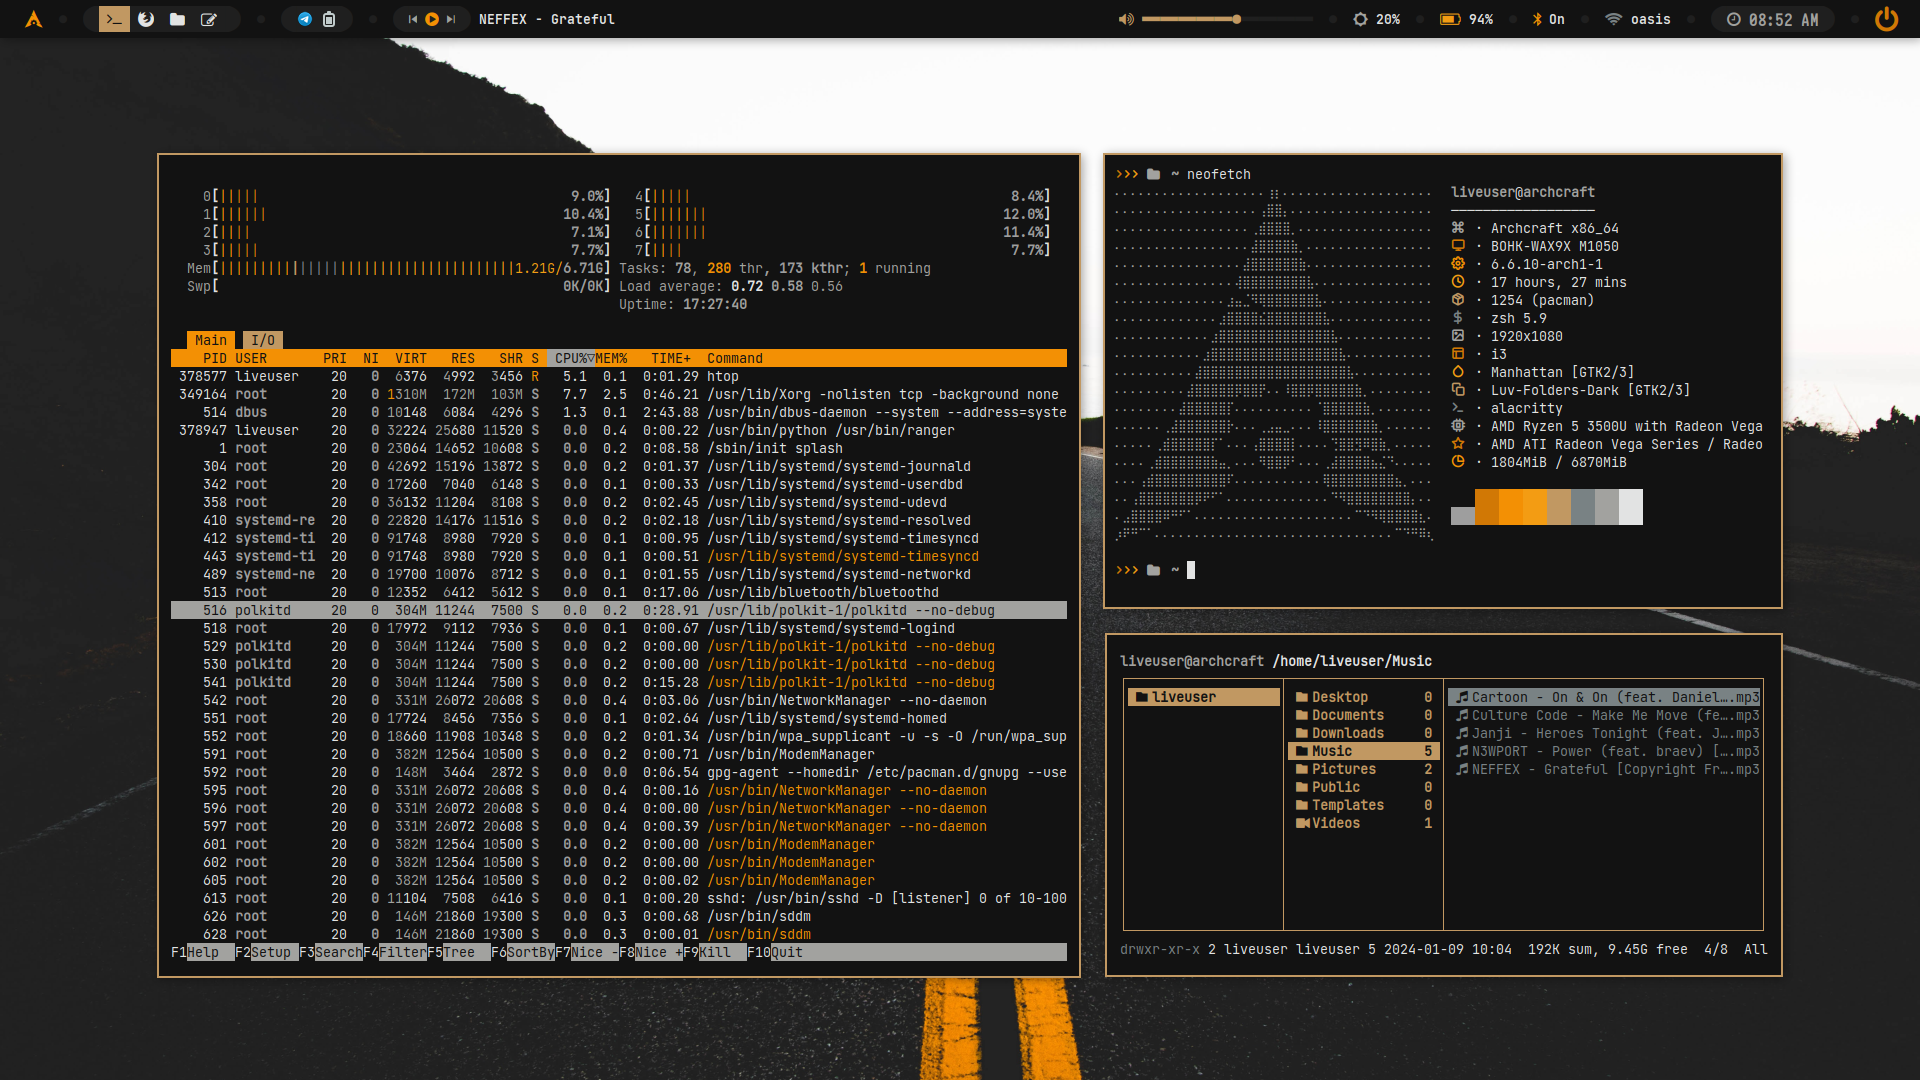 NEFFEX - Grateful
20%
94%
On
oasis
08:52 AM
0[||||| 9.0%] 4[||||| 8.4%]
1[|||||| 10.4%] 5[||||||| 12.0%]
2[|||| 7.1%] 6[||||||| 11.4%]
3[||||| 7.7%] 7[|||| 7.7%]
Mem[|||||||||||||||||||||||||||||||||||||1.21G/6.71G] Tasks: 78, 280 thr, 173 kthr; 1 running
Swp[ 0K/0K] Load average: 0.72 0.58 0.56
Uptime: 17:27:40
Main I/O
PID USER PRI NI VIRT RES SHR S CPU%▽MEM% TIME+ Command
378577 liveuser 20 0 6376 4992 3456 R 5.1 0.1 0:01.29 htop
349164 root 20 0 1310M 172M 103M S 7.7 2.5 0:46.21 /usr/lib/Xorg -nolisten tcp -background none
514 dbus 20 0 10148 6084 4296 S 1.3 0.1 2:43.88 /usr/bin/dbus-daemon --system --address=syste
378947 liveuser 20 0 32224 25680 11520 S 0.0 0.4 0:00.22 /usr/bin/python /usr/bin/ranger
1 root 20 0 23064 14652 10608 S 0.0 0.2 0:08.58 /sbin/init splash
304 root 20 0 42692 15196 13872 S 0.0 0.2 0:01.37 /usr/lib/systemd/systemd-journald
342 root 20 0 17260 7040 6148 S 0.0 0.1 0:00.33 /usr/lib/systemd/systemd-userdbd
358 root 20 0 36132 11204 8108 S 0.0 0.2 0:02.45 /usr/lib/systemd/systemd-udevd
410 systemd-re 20 0 22820 14176 11516 S 0.0 0.2 0:02.18 /usr/lib/systemd/systemd-resolved
412 systemd-ti 20 0 91748 8980 7920 S 0.0 0.1 0:00.95 /usr/lib/systemd/systemd-timesyncd
443 systemd-ti 20 0 91748 8980 7920 S 0.0 0.1 0:00.51 /usr/lib/systemd/systemd-timesyncd
489 systemd-ne 20 0 19700 10076 8712 S 0.0 0.1 0:01.55 /usr/lib/systemd/systemd-networkd
513 root 20 0 12352 6412 5612 S 0.0 0.1 0:17.06 /usr/lib/bluetooth/bluetoothd
516 polkitd 20 0 304M 11244 7500 S 0.0 0.2 0:28.91 /usr/lib/polkit-1/polkitd --no-debug
518 root 20 0 17972 9112 7936 S 0.0 0.1 0:00.67 /usr/lib/systemd/systemd-logind
529 polkitd 20 0 304M 11244 7500 S 0.0 0.2 0:00.00 /usr/lib/polkit-1/polkitd --no-debug
530 polkitd 20 0 304M 11244 7500 S 0.0 0.2 0:00.00 /usr/lib/polkit-1/polkitd --no-debug
541 polkitd 20 0 304M 11244 7500 S 0.0 0.2 0:15.28 /usr/lib/polkit-1/polkitd --no-debug
542 root 20 0 331M 26072 20608 S 0.0 0.4 0:03.06 /usr/bin/NetworkManager --no-daemon
551 root 20 0 17724 8456 7356 S 0.0 0.1 0:02.64 /usr/lib/systemd/systemd-homed
552 root 20 0 18660 11908 10348 S 0.0 0.2 0:01.34 /usr/bin/wpa_supplicant -u -s -O /run/wpa_sup
591 root 20 0 382M 12564 10500 S 0.0 0.2 0:00.71 /usr/bin/ModemManager
592 root 20 0 148M 3464 2872 S 0.0 0.0 0:06.54 gpg-agent --homedir /etc/pacman.d/gnupg --use
595 root 20 0 331M 26072 20608 S 0.0 0.4 0:00.16 /usr/bin/NetworkManager --no-daemon
596 root 20 0 331M 26072 20608 S 0.0 0.4 0:00.00 /usr/bin/NetworkManager --no-daemon
597 root 20 0 331M 26072 20608 S 0.0 0.4 0:00.39 /usr/bin/NetworkManager --no-daemon
601 root 20 0 382M 12564 10500 S 0.0 0.2 0:00.00 /usr/bin/ModemManager
602 root 20 0 382M 12564 10500 S 0.0 0.2 0:00.00 /usr/bin/ModemManager
605 root 20 0 382M 12564 10500 S 0.0 0.2 0:00.02 /usr/bin/ModemManager
613 root 20 0 11104 7508 6416 S 0.0 0.1 0:00.20 sshd: /usr/bin/sshd -D [listener] 0 of 10-100
626 root 20 0 146M 21860 19300 S 0.0 0.3 0:00.68 /usr/bin/sddm
628 root 20 0 146M 21860 19300 S 0.0 0.3 0:00.01 /usr/bin/sddm
F1Help F2Setup F3SearchF4FilterF5Tree F6SortByF7Nice -F8Nice +F9Kill F10Quit
>>> ~ neofetch
liveuser@archcraft
· Archcraft x86_64
· BOHK-WAX9X M1050
· 6.6.10-arch1-1
· 17 hours, 27 mins
· 1254 (pacman)
· zsh 5.9
· 1920x1080
· i3
· Manhattan [GTK2/3]
· Luv-Folders-Dark [GTK2/3]
· alacritty
· AMD Ryzen 5 3500U with Radeon Vega
· AMD ATI Radeon Vega Series / Radeo
· 1804MiB / 6870MiB
>>> ~
liveuser@archcraft /home/liveuser/Music
liveuser
Desktop 0
Documents 0
Downloads 0
Music 5
Pictures 2
Public 0
Templates 0
Videos 1
Cartoon - On & On (feat. Daniel….mp3
Culture Code - Make Me Move (fe….mp3
Janji - Heroes Tonight (feat. J….mp3
N3WPORT - Power (feat. braev) [….mp3
NEFFEX - Grateful [Copyright Fr….mp3
drwxr-xr-x 2 liveuser liveuser 5 2024-01-09 10:04 192K sum, 9.45G free 4/8 All